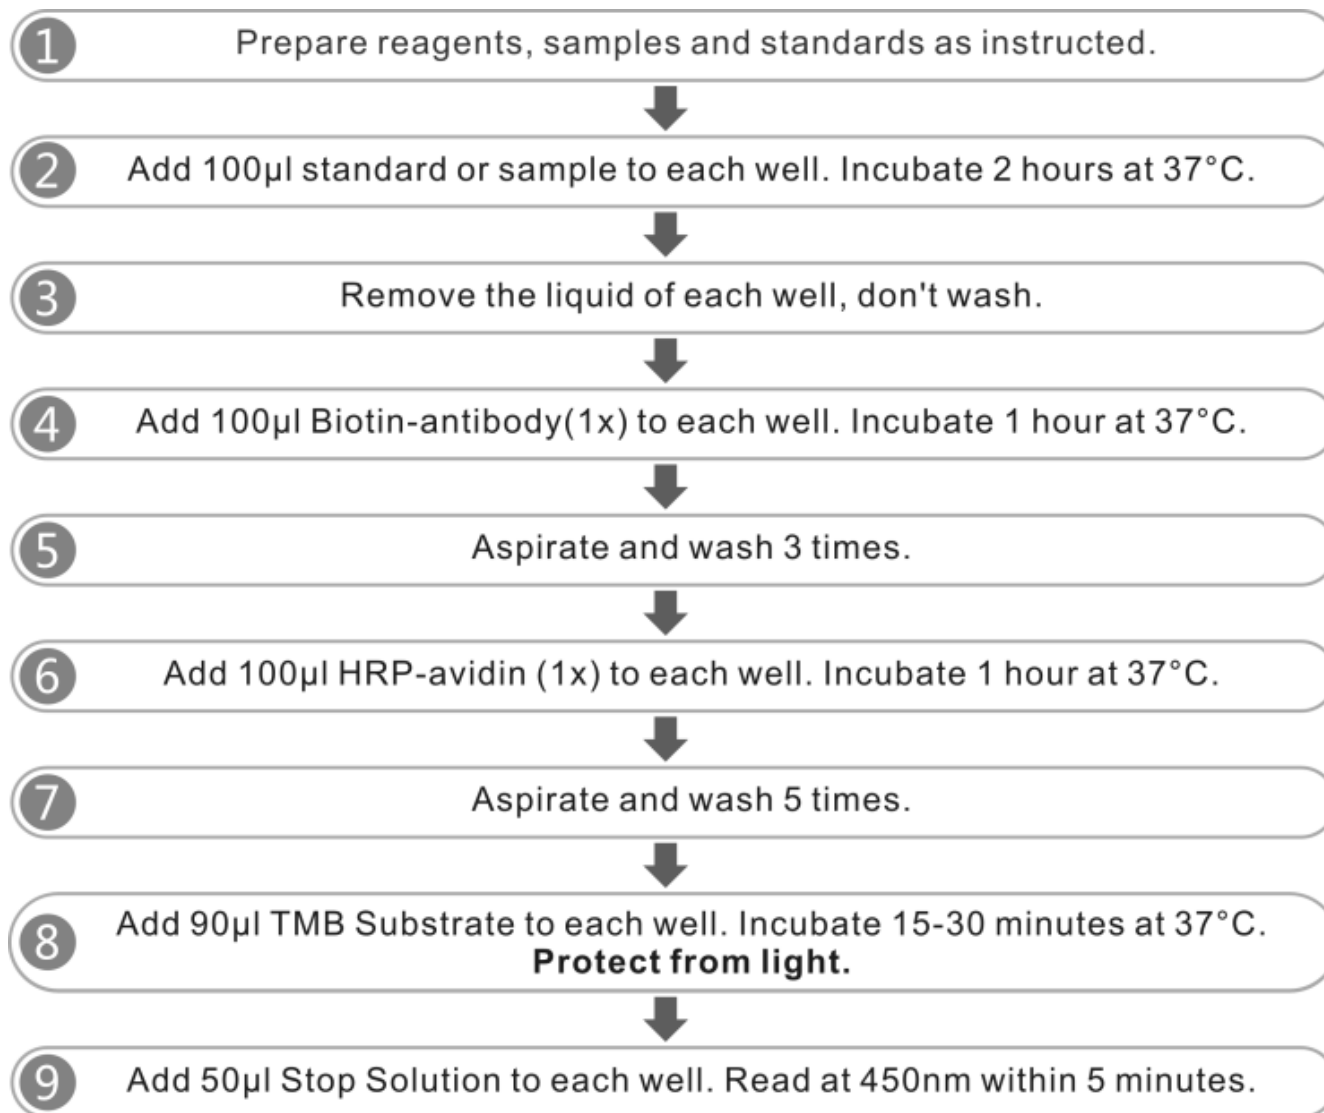 1 Prepare reagents, samples and standards as instructed.
2 Add 100µl standard or sample to each well. Incubate 2 hours at 37°C.
3 Remove the liquid of each well, don't wash.
4 Add 100µl Biotin-antibody(1x) to each well. Incubate 1 hour at 37°C.
5 Aspirate and wash 3 times.
6 Add 100µl HRP-avidin (1x) to each well. Incubate 1 hour at 37°C.
7 Aspirate and wash 5 times.
8 Add 90µl TMB Substrate to each well. Incubate 15-30 minutes at 37°C.
Protect from light.
9 Add 50µl Stop Solution to each well. Read at 450nm within 5 minutes.